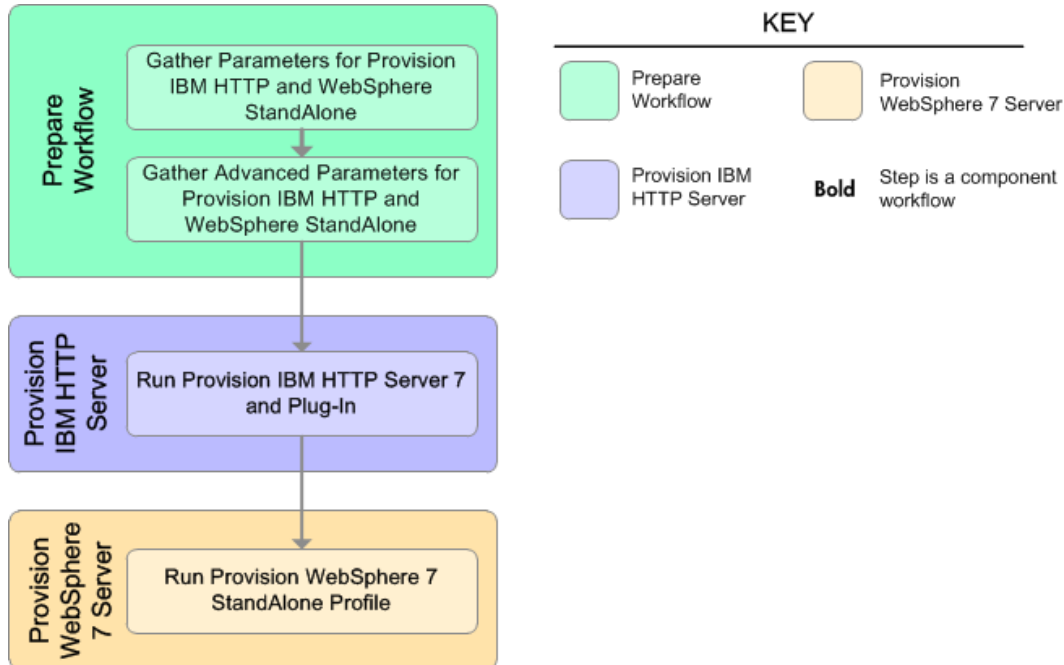 Prepare
Workflow
Gather Parameters for Provision
IBM HTTP and WebSphere
StandAlone
Gather Advanced Parameters for
Provision IBM HTTP and
WebSphere StandAlone
Provision
IBM HTTP
Server
Run Provision IBM HTTP Server 7
and Plug-In
Provision
WebSphere
7 Server
Run Provision WebSphere 7
StandAlone Profile
KEY
Prepare
Workflow
Provision
WebSphere 7 Server
Provision IBM
HTTP Server
Bold
Step is a component
workflow